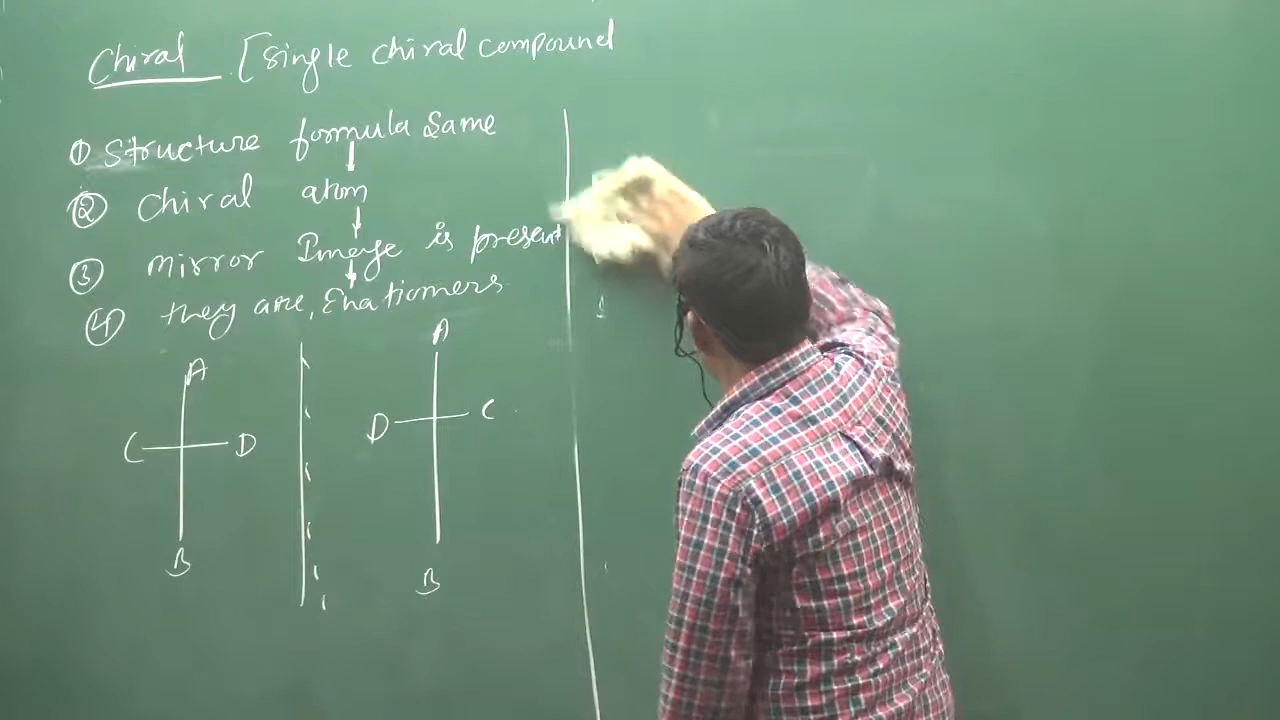 Chiral [Single chiral compound
① Structure formula same
② Chiral atom
③ mirror Image is present
④ they are, Enatiomers
A A
C D D C
B B